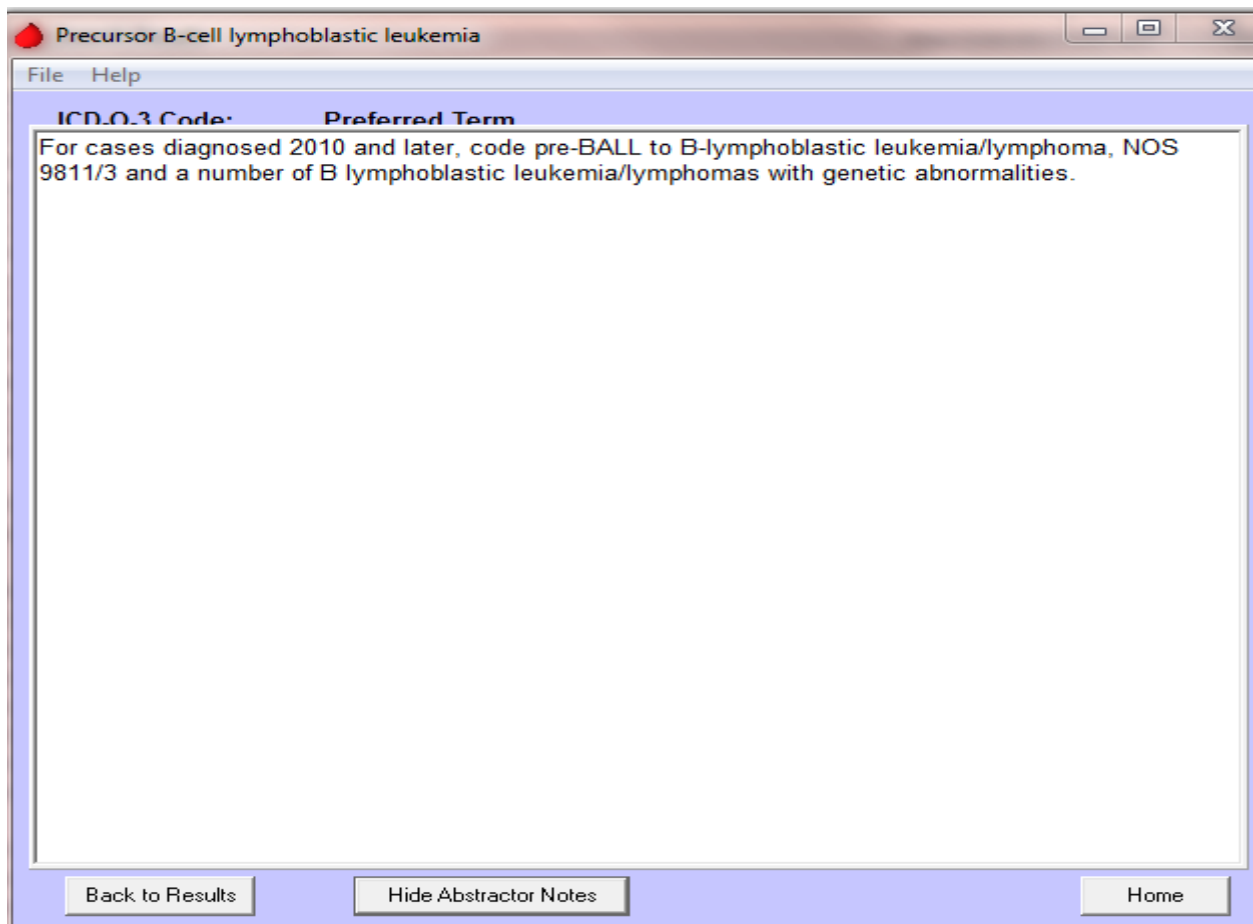 Precursor B-cell lymphoblastic leukemia
File Help
ICD-O-3 Code: Preferred Term
For cases diagnosed 2010 and later, code pre-BALL to B-lymphoblastic leukemia/lymphoma, NOS
9811/3 and a number of B lymphoblastic leukemia/lymphomas with genetic abnormalities.
Back to Results Hide Abstractor Notes Home